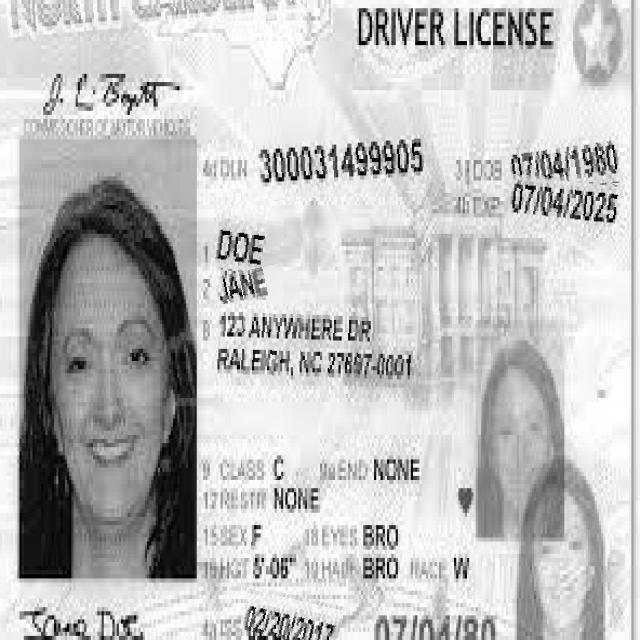 NORTH CAROLINA
DRIVER LICENSE
J. L. Boyett
COMMISSIONER OF MOTOR VEHICLES
4d DLN 300031499905
3 DOB 07/04/1980
4b EXP 07/04/2025
1 DOE
2 JANE
8 123 ANYWHERE DR
RALEIGH, NC 27697-0001
9 CLASS C 9a END NONE
12 RESTR NONE
15 SEX F 18 EYES BRO
16 HGT 5'-06" 19 HAIR BRO RACE W
Jane Doe
4a ISS 02/20/2017
07/04/80